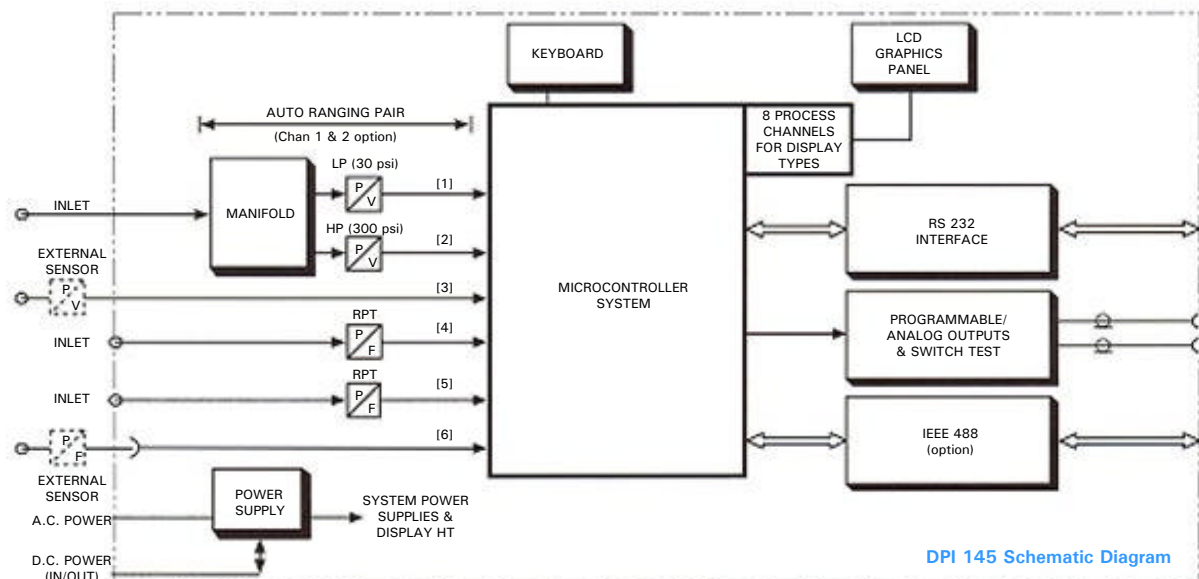 KEYBOARD
LCD
GRAPHICS
PANEL
AUTO RANGING PAIR
(Chan 1 & 2 option)
8 PROCESS
CHANNELS
FOR DISPLAY
TYPES
LP (30 psi)
P
V
[1]
INLET
MANIFOLD
HP (300 psi)
P
V
[2]
RS 232
INTERFACE
EXTERNAL
SENSOR
P
V
[3]
MICROCONTROLLER
SYSTEM
RPT
INLET
P
F
[4]
PROGRAMMABLE/
ANALOG OUTPUTS
& SWITCH TEST
RPT
INLET
P
F
[5]
P
F
[6]
IEEE 488
(option)
EXTERNAL
SENSOR
POWER
SUPPLY
SYSTEM POWER
SUPPLIES &
DISPLAY HT
A.C. POWER
D.C. POWER
(IN/OUT)
DPI 145 Schematic Diagram